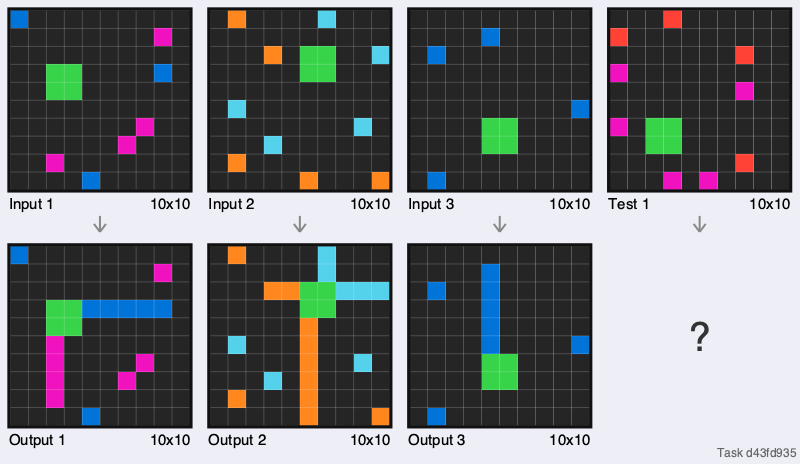 Input 1 10x10
Input 2 10x10
Input 3 10x10
Test 1 10x10
?
Output 1 10x10
Output 2 10x10
Output 3 10x10
Task d43fd935